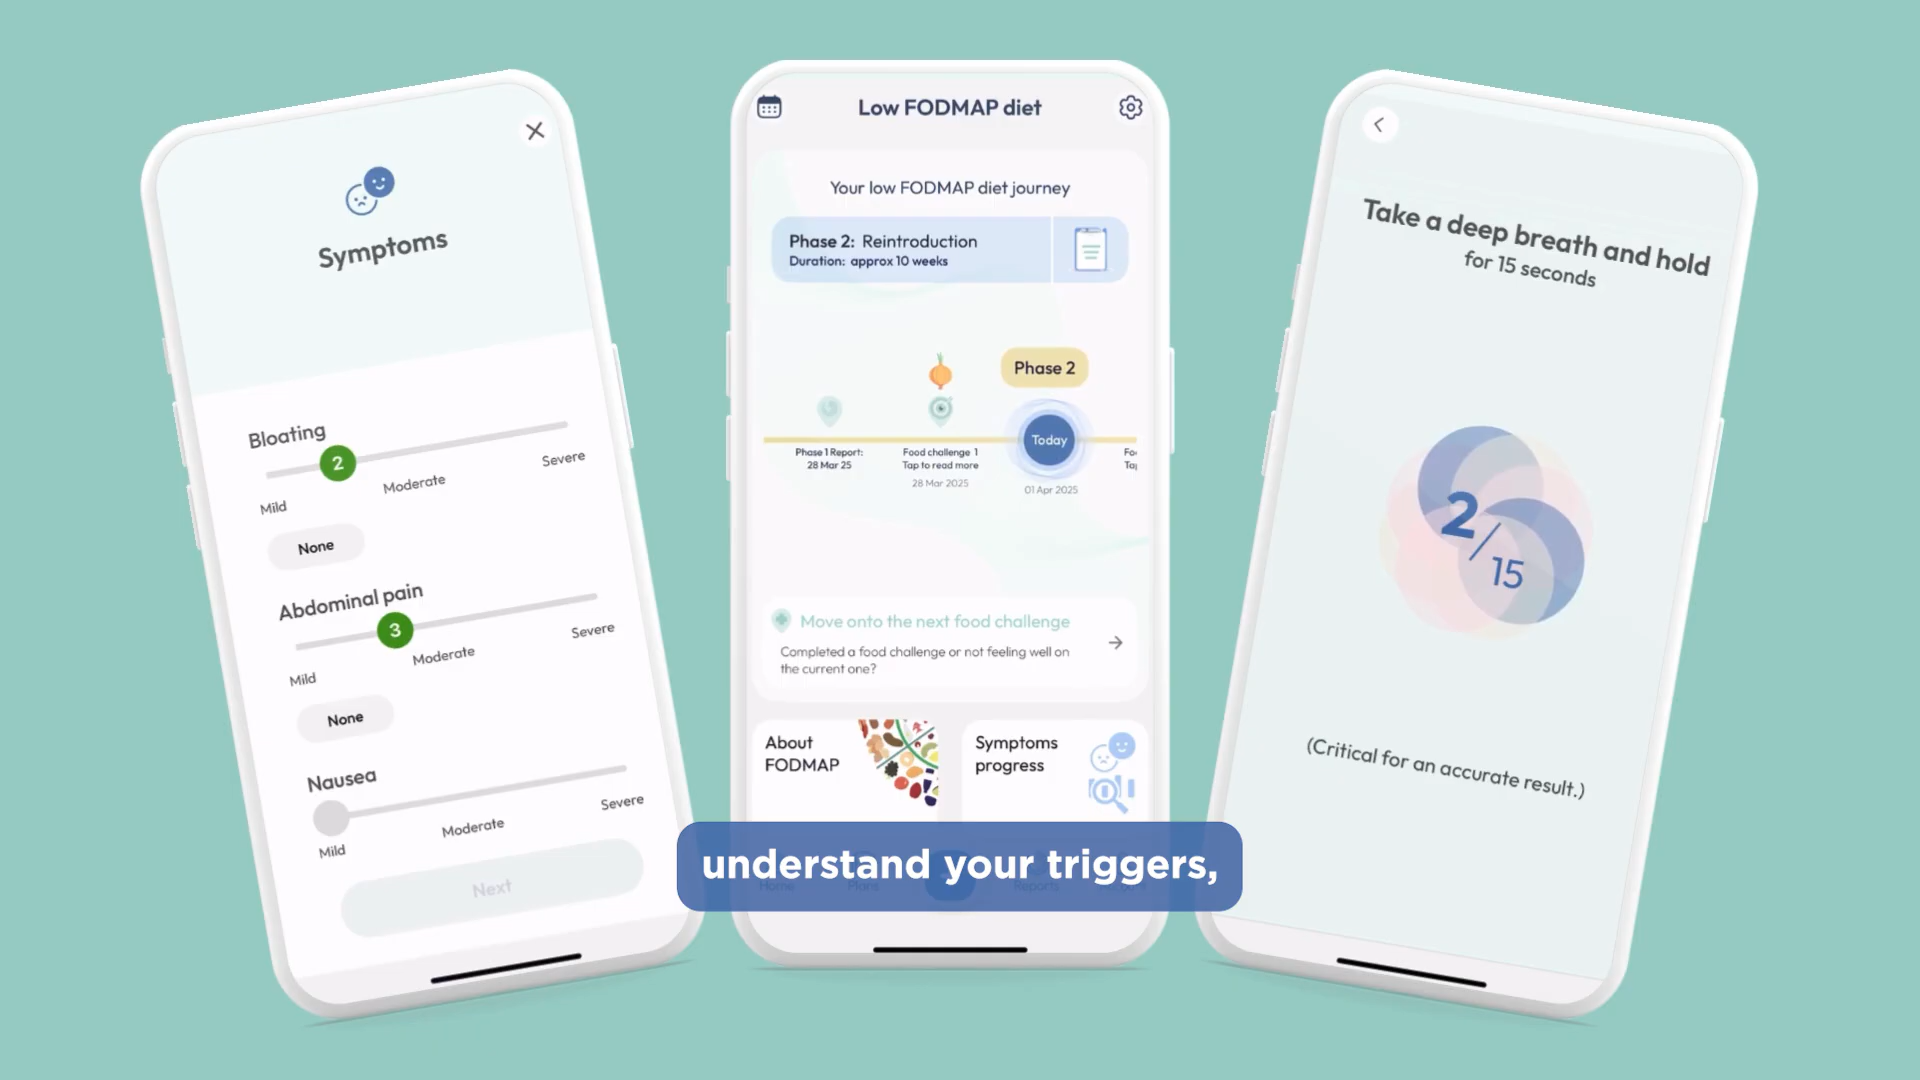 Symptoms
Bloating
2
Mild
Moderate
Severe
None
Abdominal pain
3
Mild
Moderate
Severe
None
Nausea
Mild
Moderate
Severe
Next
Low FODMAP diet
Your low FODMAP diet journey
Phase 2: Reintroduction
Duration: approx 10 weeks
Phase 2
Today
Phase 1 Report:
28 Mar 25
Food challenge 1
Tap to read more
28 Mar 2025
01 Apr 2025
Move onto the next food challenge
Completed a food challenge or not feeling well on
the current one?
About
FODMAP
Symptoms
progress
Home
Plans
Reports
understand your triggers,
Take a deep breath and hold
for 15 seconds
2/15
(Critical for an accurate result.)